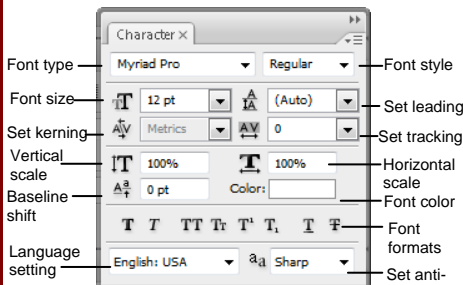 Character ×
Font type Myriad Pro Regular Font style
Font size 12 pt (Auto) Set leading
Set kerning Metrics 0 Set tracking
Vertical scale 100% 100% Horizontal scale
Baseline shift 0 pt Color: Font color
T T TT Tr T¹ T₁ T T Font formats
Language setting English: USA aa Sharp Set anti-